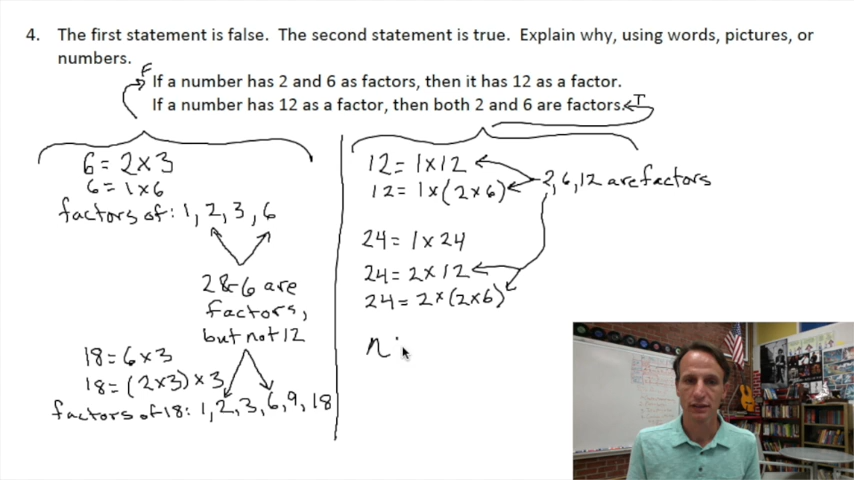 4. The first statement is false. The second statement is true. Explain why, using words, pictures, or
numbers.
F
If a number has 2 and 6 as factors, then it has 12 as a factor.
If a number has 12 as a factor, then both 2 and 6 are factors.
T
6 = 2 x 3
6 = 1 x 6
factors of: 1, 2, 3, 6
2 & 6 are
factors,
but not 12
18 = 6 x 3
18 = (2 x 3) x 3
factors of 18: 1, 2, 3, 6, 9, 18
12 = 1 x 12
12 = 1 x (2 x 6)
2, 6, 12 are factors
24 = 1 x 24
24 = 2 x 12
24 = 2 x (2 x 6)
n